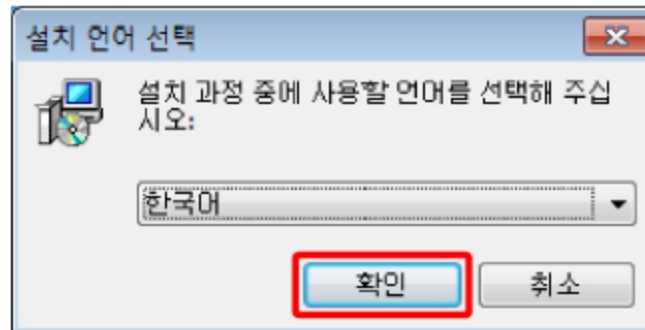 설치 언어 선택
설치 과정 중에 사용할 언어를 선택해 주십
시오:
한국어
확인
취소